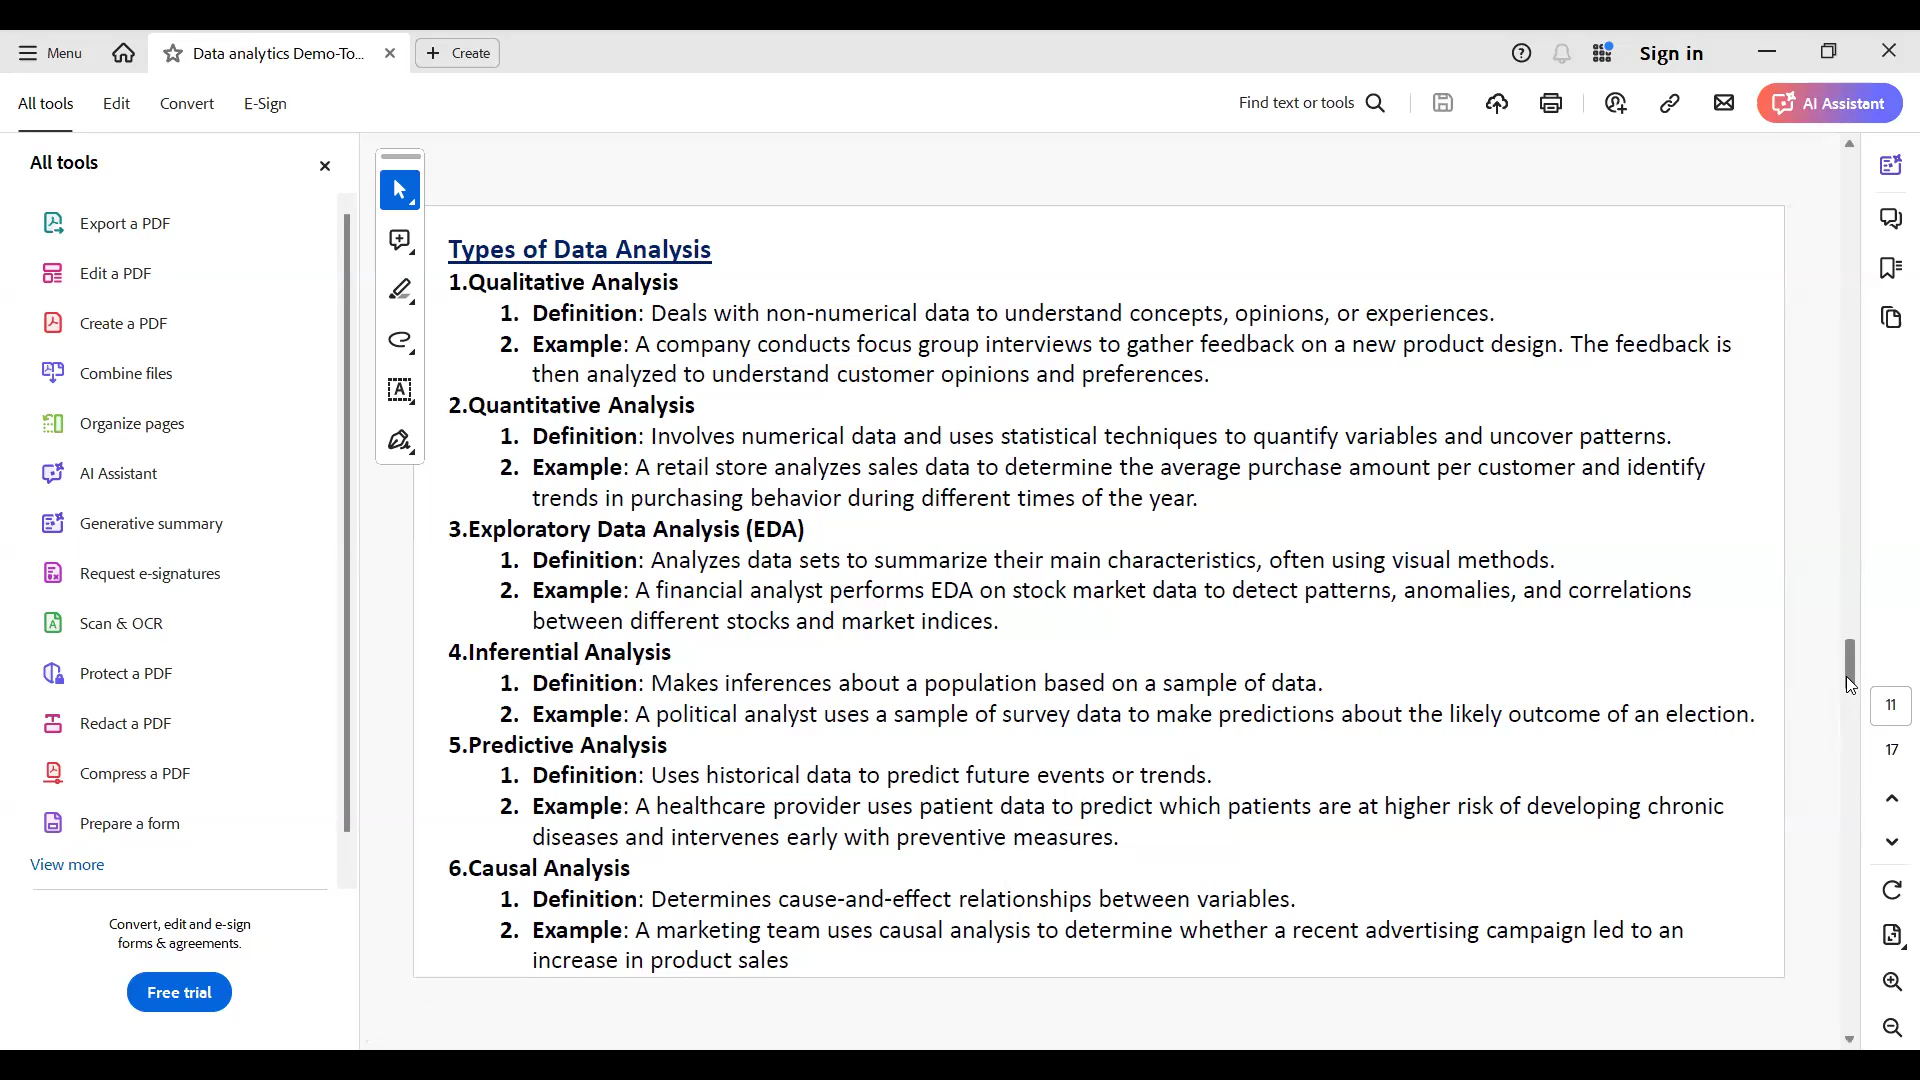 Menu
Data analytics Demo-To...
Create
Sign in
All tools
Edit
Convert
E-Sign
Find text or tools
AI Assistant
All tools
Export a PDF
Edit a PDF
Create a PDF
Combine files
Organize pages
AI Assistant
Generative summary
Request e-signatures
Scan & OCR
Protect a PDF
Redact a PDF
Compress a PDF
Prepare a form
View more
Convert, edit and e-sign
forms & agreements.
Free trial
Types of Data Analysis
1.Qualitative Analysis
1. Definition: Deals with non-numerical data to understand concepts, opinions, or experiences.
2. Example: A company conducts focus group interviews to gather feedback on a new product design. The feedback is
then analyzed to understand customer opinions and preferences.
2.Quantitative Analysis
1. Definition: Involves numerical data and uses statistical techniques to quantify variables and uncover patterns.
2. Example: A retail store analyzes sales data to determine the average purchase amount per customer and identify
trends in purchasing behavior during different times of the year.
3.Exploratory Data Analysis (EDA)
1. Definition: Analyzes data sets to summarize their main characteristics, often using visual methods.
2. Example: A financial analyst performs EDA on stock market data to detect patterns, anomalies, and correlations
between different stocks and market indices.
4.Inferential Analysis
1. Definition: Makes inferences about a population based on a sample of data.
2. Example: A political analyst uses a sample of survey data to make predictions about the likely outcome of an election.
5.Predictive Analysis
1. Definition: Uses historical data to predict future events or trends.
2. Example: A healthcare provider uses patient data to predict which patients are at higher risk of developing chronic
diseases and intervenes early with preventive measures.
6.Causal Analysis
1. Definition: Determines cause-and-effect relationships between variables.
2. Example: A marketing team uses causal analysis to determine whether a recent advertising campaign led to an
increase in product sales
11
17